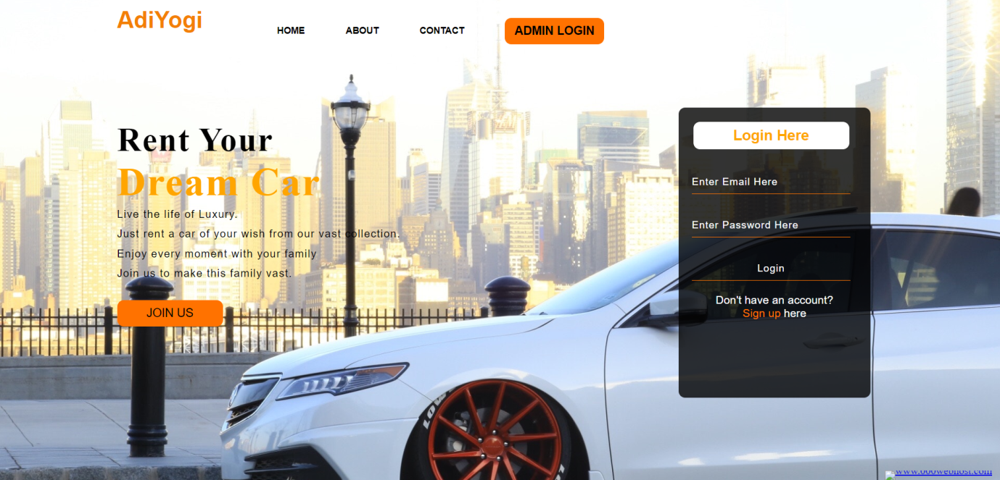 AdiYogi
HOME ABOUT CONTACT ADMIN LOGIN
Rent Your
Dream Car
Live the life of Luxury.
Just rent a car of your wish from our vast collection.
Enjoy every moment with your family
Join us to make this family vast.
JOIN US
Login Here
Enter Email Here
Enter Password Here
Login
Don't have an account?
Sign up here
LOW
www.000webhost.com